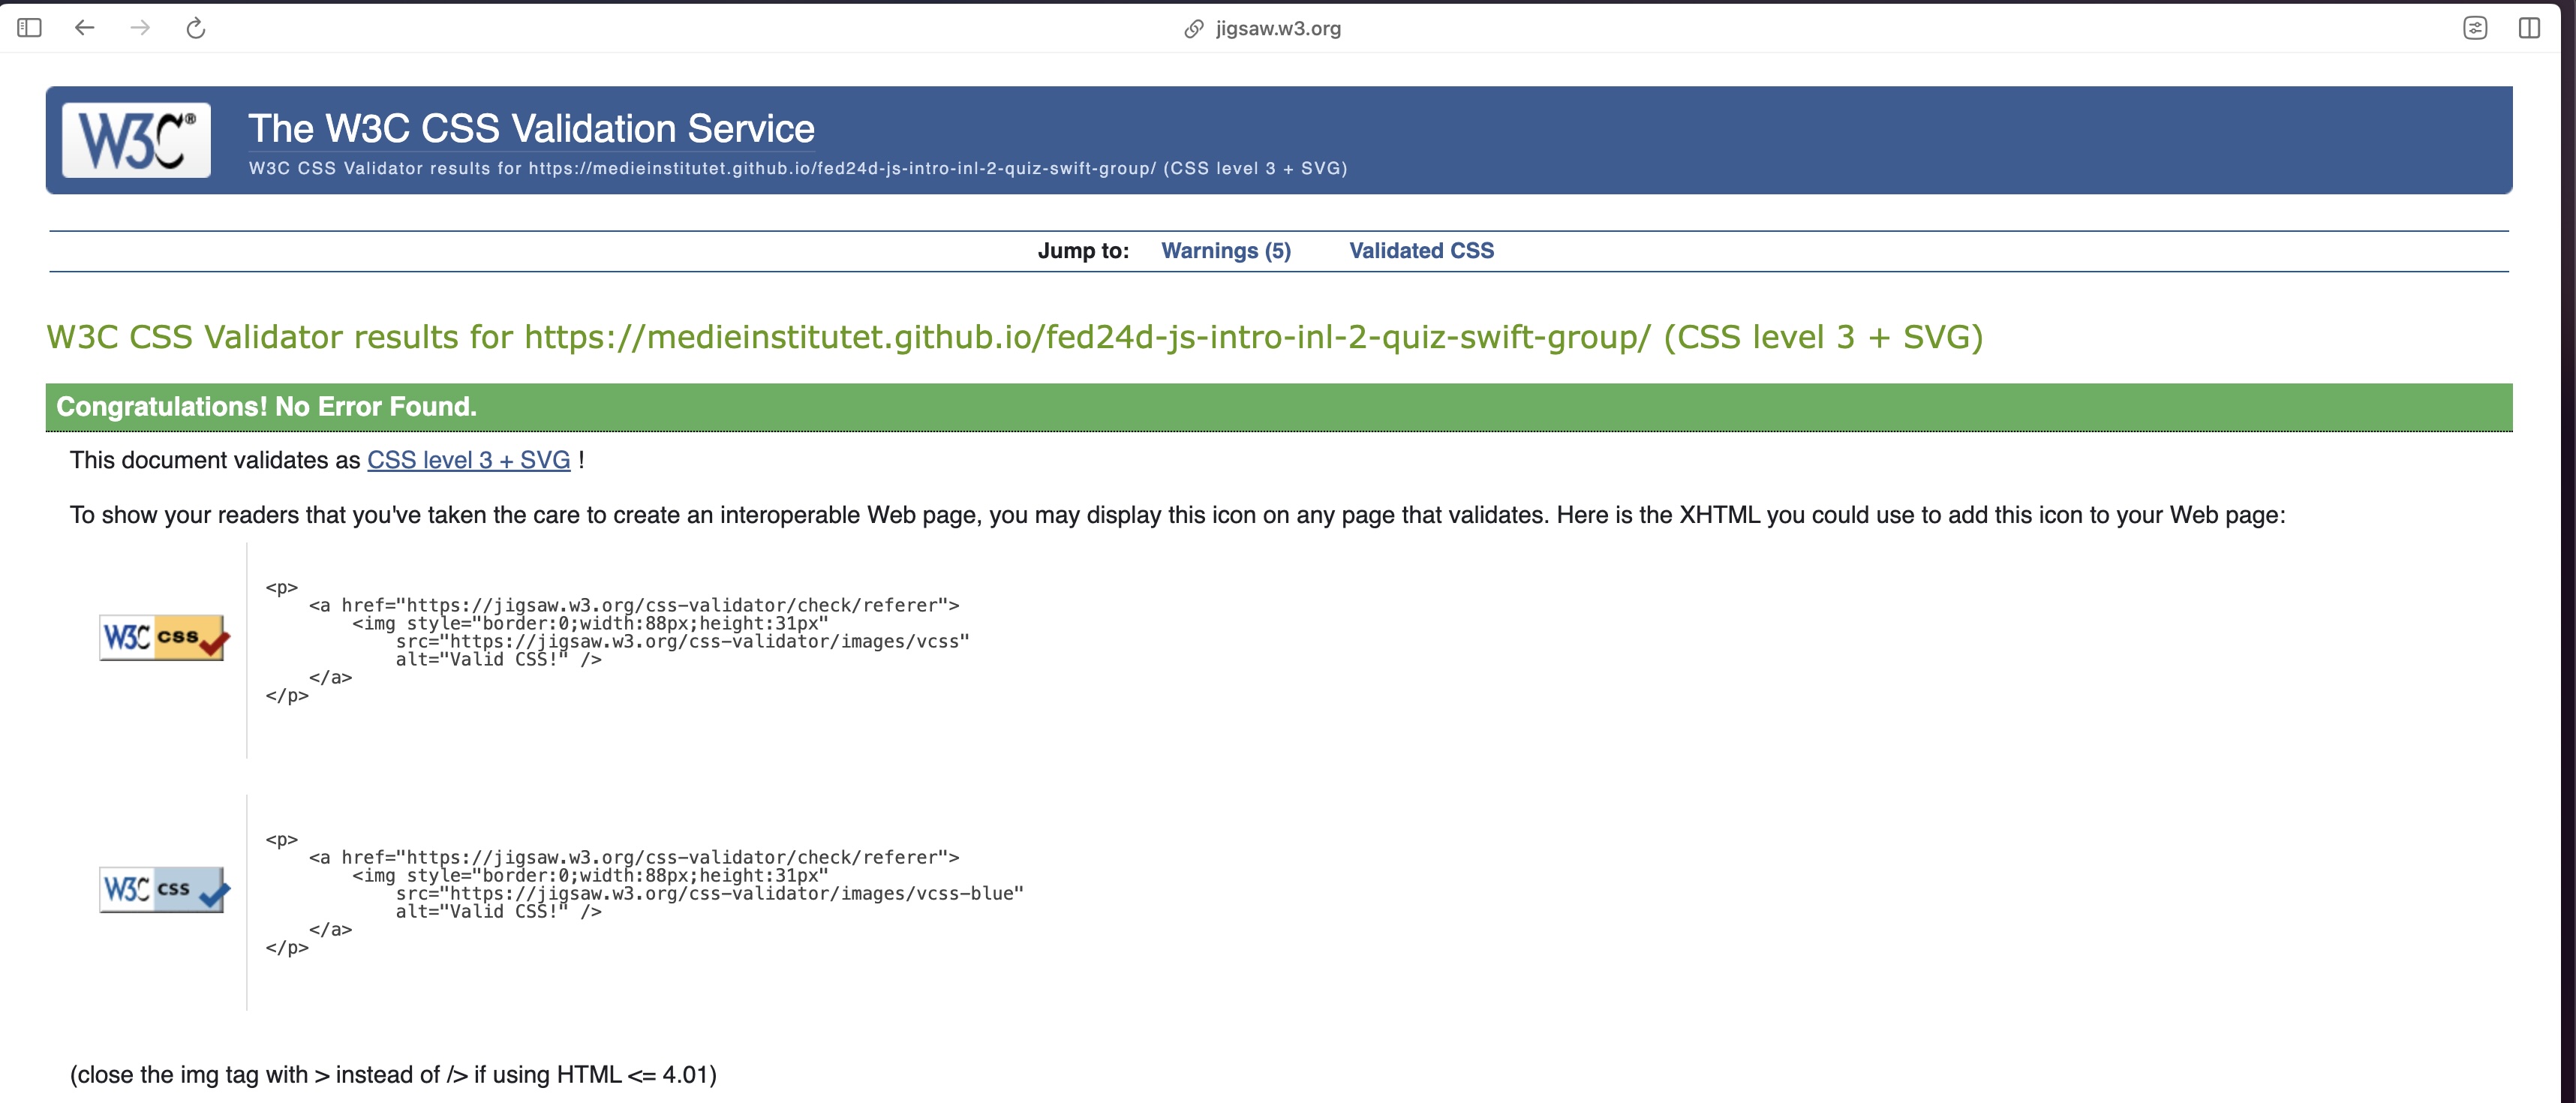 jigsaw.w3.org
W3C®
The W3C CSS Validation Service
W3C CSS Validator results for https://medieinstitutet.github.io/fed24d-js-intro-inl-2-quiz-swift-group/ (CSS level 3 + SVG)
Jump to: Warnings (5) Validated CSS
W3C CSS Validator results for https://medieinstitutet.github.io/fed24d-js-intro-inl-2-quiz-swift-group/ (CSS level 3 + SVG)
Congratulations! No Error Found.
This document validates as CSS level 3 + SVG !
To show your readers that you've taken the care to create an interoperable Web page, you may display this icon on any page that validates. Here is the XHTML you could use to add this icon to your Web page:
W3C css
<p>
<a href="https://jigsaw.w3.org/css-validator/check/referer">
<img style="border:0;width:88px;height:31px"
src="https://jigsaw.w3.org/css-validator/images/vcss"
alt="Valid CSS!" />
</a>
</p>
W3C css
<p>
<a href="https://jigsaw.w3.org/css-validator/check/referer">
<img style="border:0;width:88px;height:31px"
src="https://jigsaw.w3.org/css-validator/images/vcss-blue"
alt="Valid CSS!" />
</a>
</p>
(close the img tag with > instead of /> if using HTML <= 4.01)